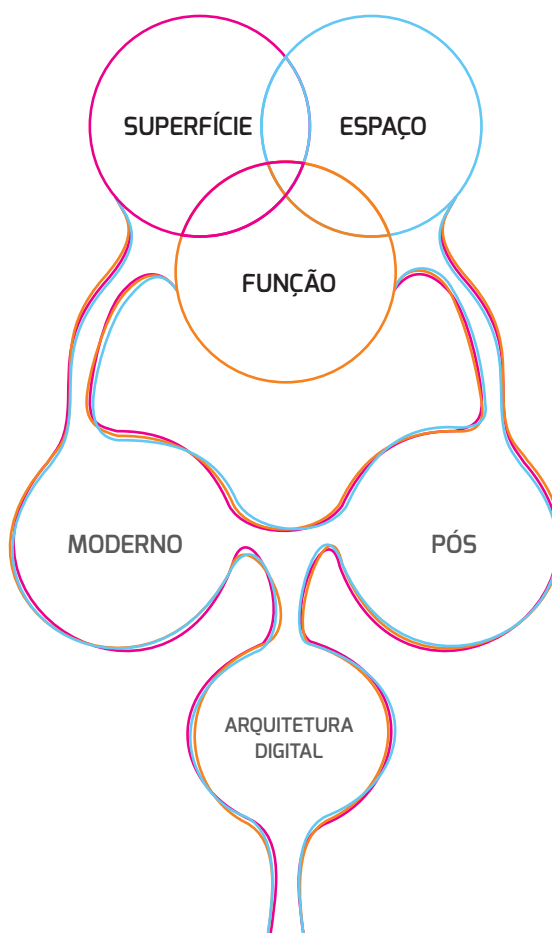 SUPERFÍCIE
ESPAÇO
FUNÇÃO
MODERNO
PÓS
ARQUITETURA
DIGITAL